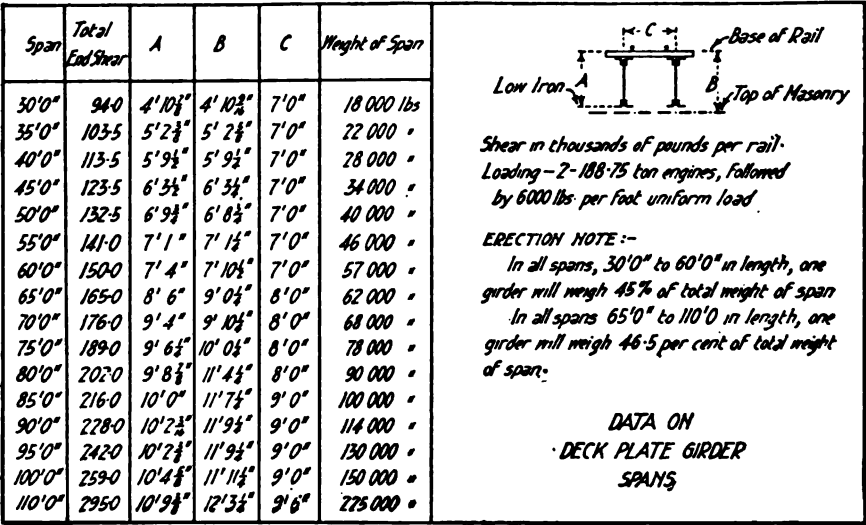 Span Total End Shear A B C Weight of Span
30'0" 94·0 4'10⅞" 4'10 7'0" 18 000 lbs
35'0" 103·5 5'2⅜" 5'2⅜" 7'0" 22 000 "
40'0" 113·5 5'9½" 5'9¼" 7'0" 28 000 "
45'0" 123·5 6'3½" 6'3¼" 7'0" 34 000 "
50'0" 132·5 6'9¾" 6'8½" 7'0" 40 000 "
55'0" 141·0 7'1" 7'1½" 7'0" 46 000 "
60'0" 150·0 7'4" 7'10½" 7'0" 57 000 "
65'0" 165·0 8'6" 9'0¼" 8'0" 62 000 "
70'0" 176·0 9'4" 9'10½" 8'0" 68 000 "
75'0" 189·0 9'6¼" 10'0¼" 8'0" 78 000 "
80'0" 202·0 9'8⅞" 11'4½" 8'0" 90 000 "
85'0" 216·0 10'0" 11'7½" 9'0" 100 000 "
90'0" 228·0 10'2 11'9½" 9'0" 114 000 "
95'0" 242·0 10'2⅜" 11'9½" 9'0" 130 000 "
100'0" 259·0 10'4⅝" 11'11½" 9'0" 150 000 "
110'0" 295·0 10'9⅝" 12'3½" 9'6" 225 000 "
C
Base of Rail
Low Iron A B
Top of Masonry
Shear in thousands of pounds per rail.
Loading - 2 - 188·75 ton engines, followed
by 6000 lbs. per foot uniform load
ERECTION NOTE:-
In all spans, 30'0" to 60'0" in length, one
girder will weigh 45% of total weight of span
In all spans 65'0" to 110'0 in length, one
girder will weigh 46·5 per cent of total weight
of span.
DATA ON
DECK PLATE GIRDER
SPANS